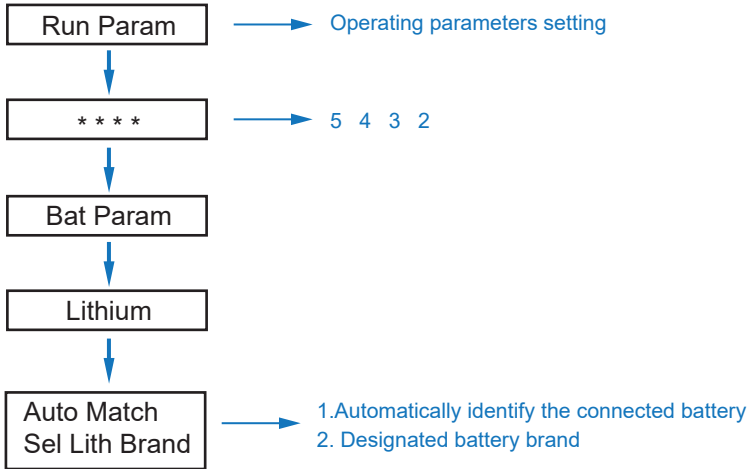 Run Param
Operating parameters setting
* * * *
5 4 3 2
Bat Param
Lithium
Auto Match
Sel Lith Brand
1.Automatically identify the connected battery
2. Designated battery brand